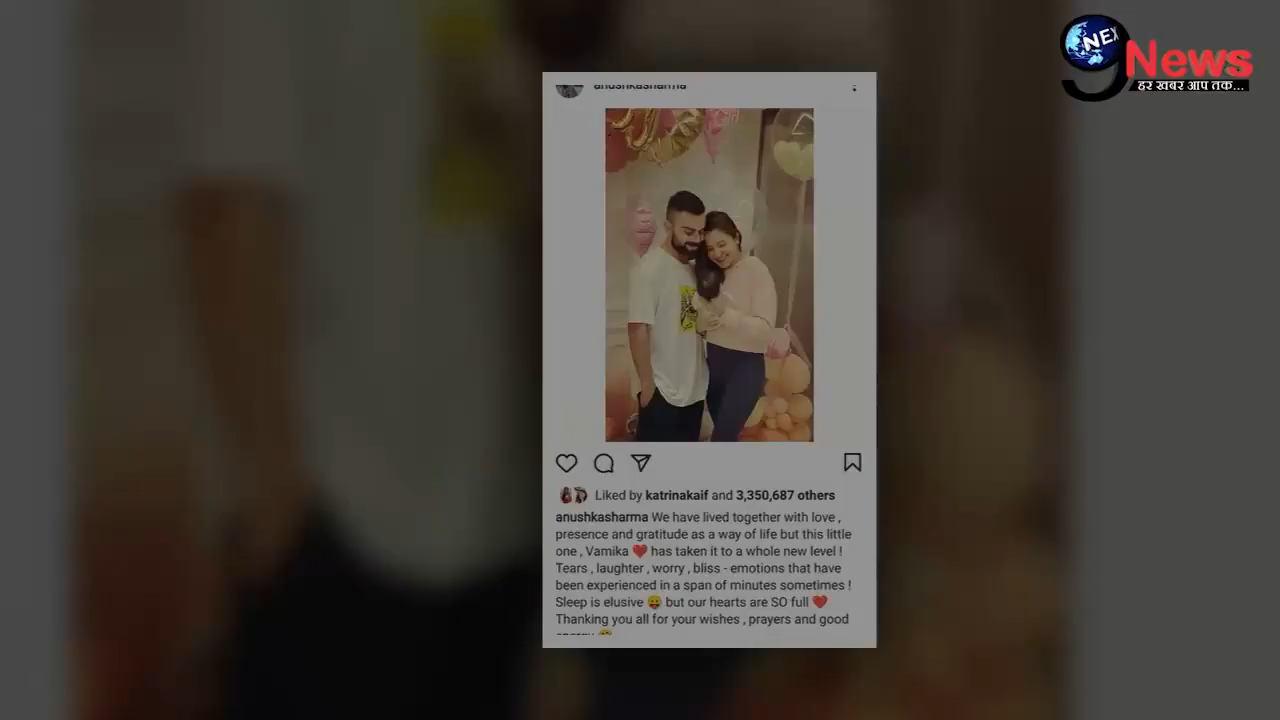 NEX
9
News
हर खबर आप तक...
anushkasharma
Liked by katrinakaif and 3,350,687 others
anushkasharma We have lived together with love ,
presence and gratitude as a way of life but this little
one , Vamika ❤️ has taken it to a whole new level !
Tears , laughter , worry , bliss - emotions that have
been experienced in a span of minutes sometimes !
Sleep is elusive 😛 but our hearts are SO full ❤️
Thanking you all for your wishes , prayers and good